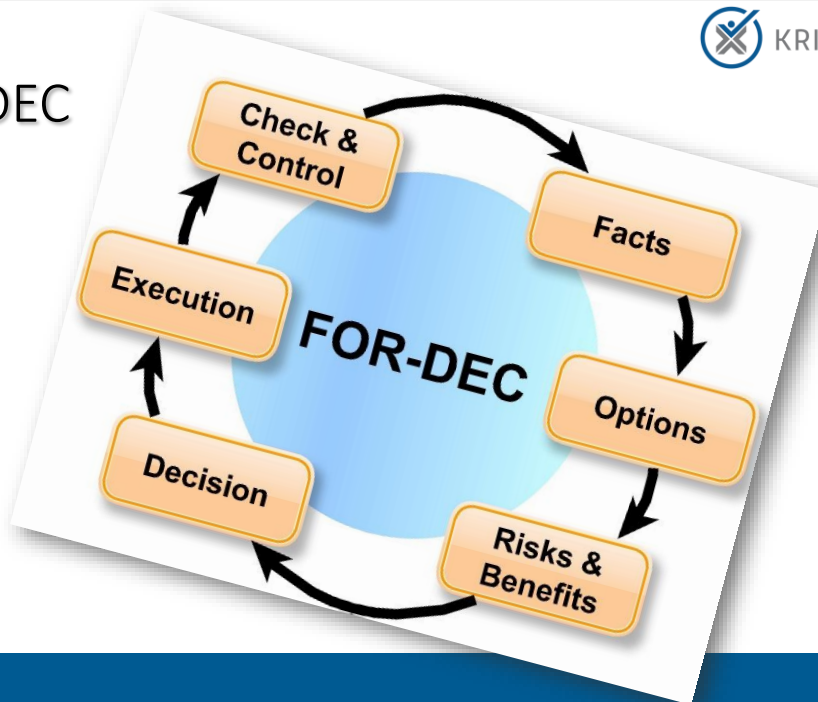 KRI
DEC
Check &
Control
Facts
Execution
FOR-DEC
Options
Decision
Risks &
Benefits